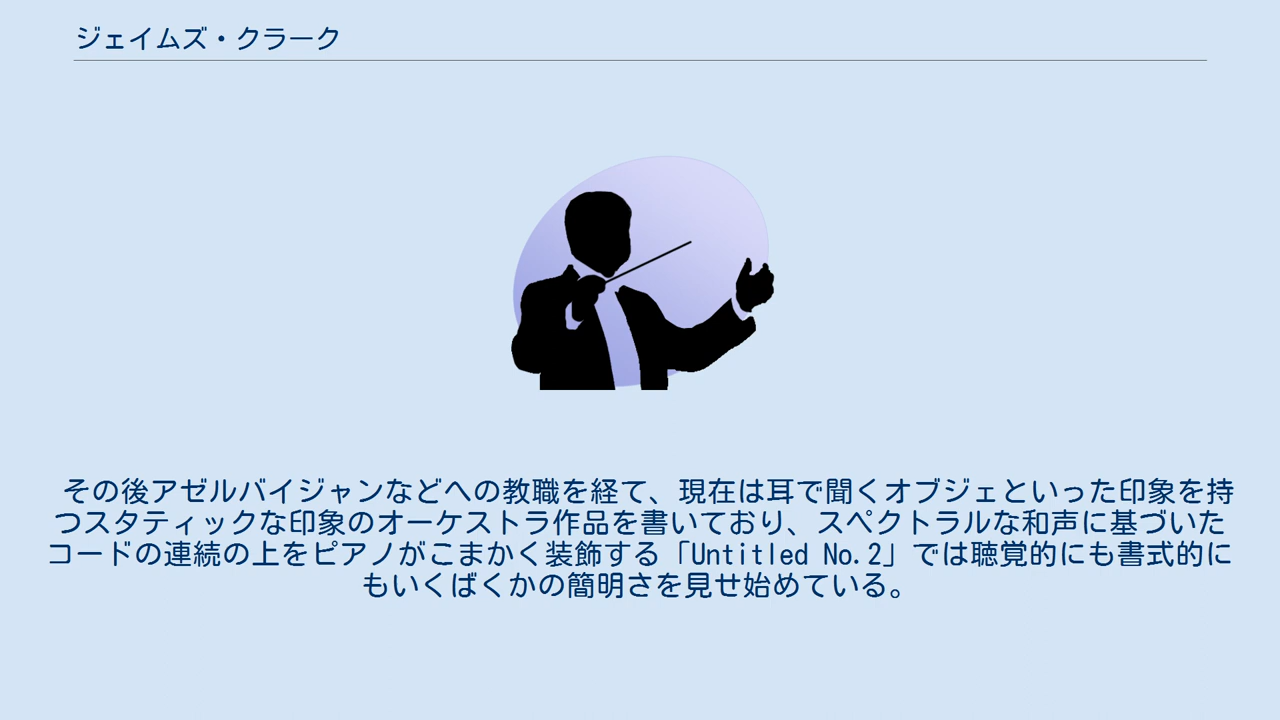 ジェイムズ・クラーク
その後アゼルバイジャンなどへの教職を経て、現在は耳で聞くオブジェといった印象を持
つスタティックな印象のオーケストラ作品を書いており、スペクトラルな和声に基づいた
コードの連続の上をピアノがこまかく装飾する「Untitled No.2」では聴覚的にも書式的に
もいくばくかの簡明さを見せ始めている。